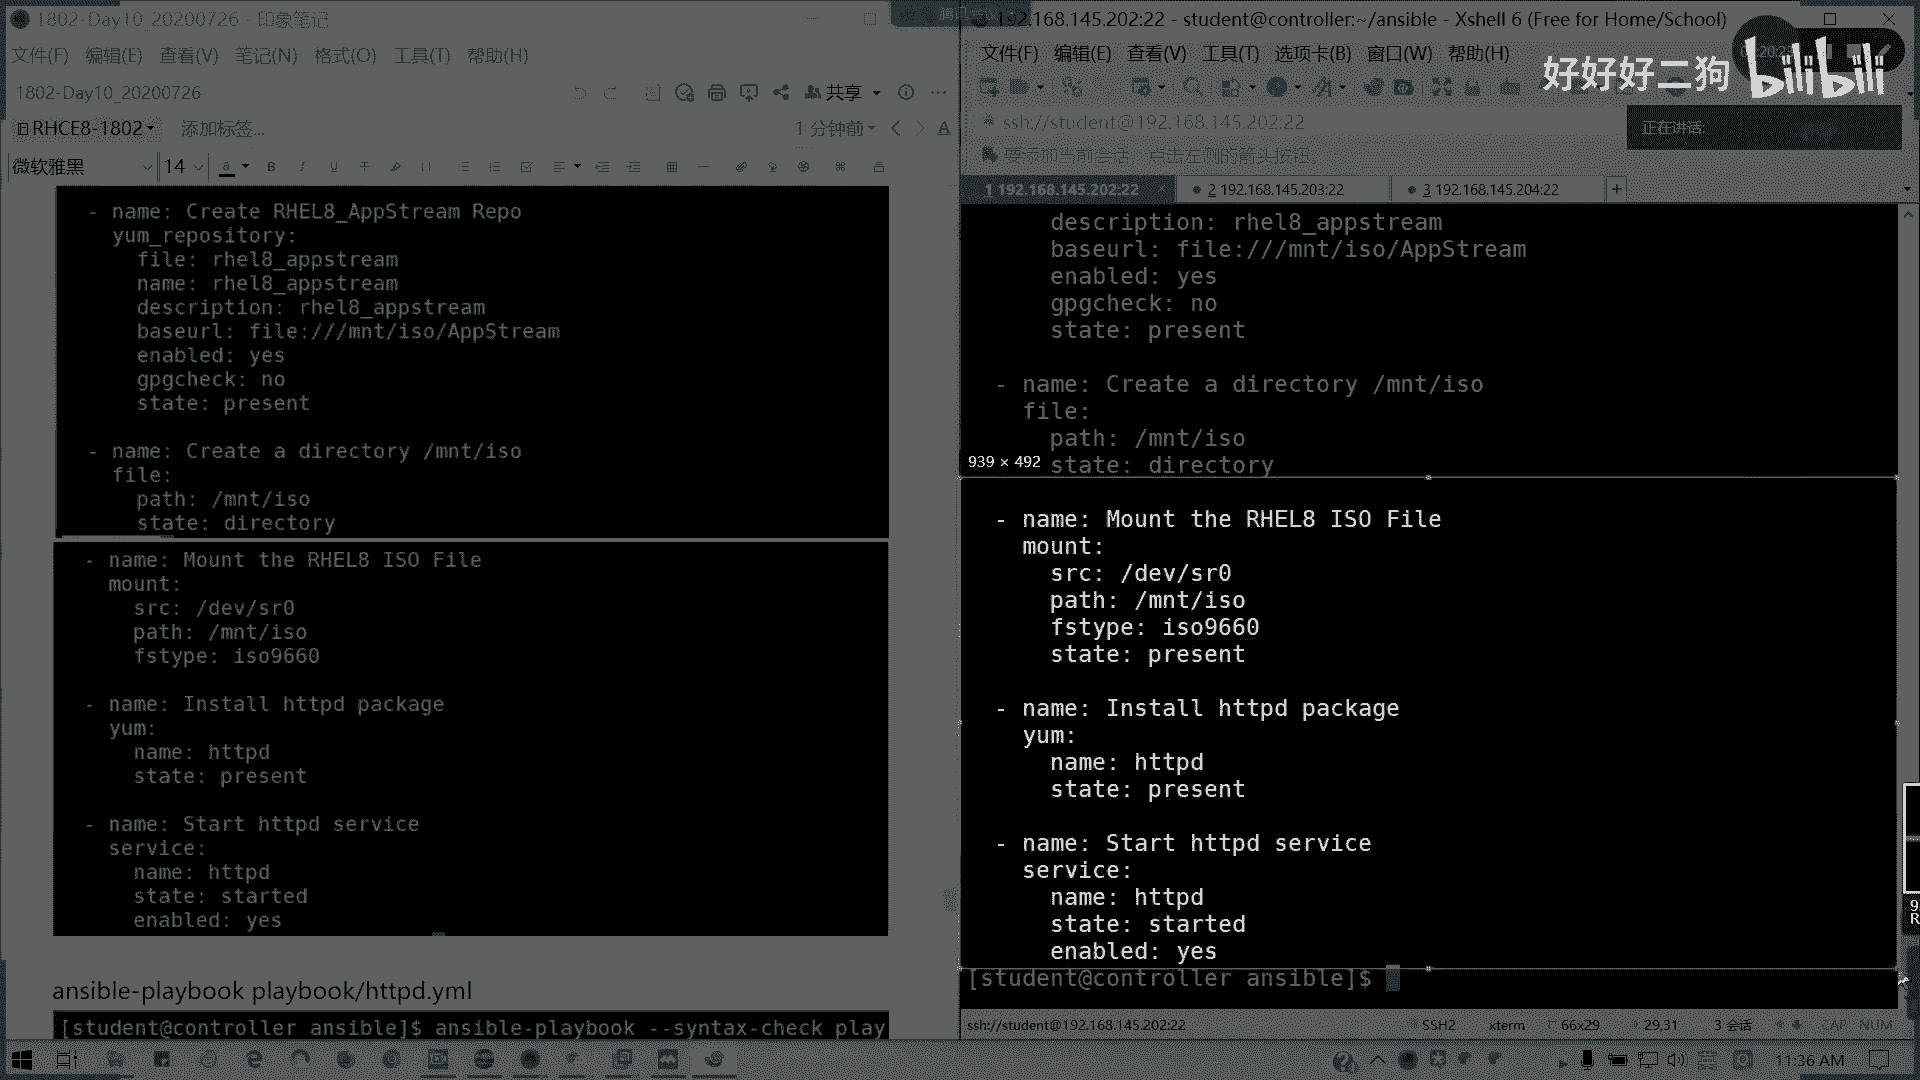 1802-Day10_20200726 - 印象笔记
文件(F) 编辑(E) 查看(V) 笔记(N) 格式(O) 工具(T) 帮助(H)
1802-Day10_20200726
共享
RHCE8-1802
添加标签...
1 分钟前
微软雅黑
14
- name: Create RHEL8_AppStream Repo
yum_repository:
file: rhel8_appstream
name: rhel8_appstream
description: rhel8_appstream
baseurl: file:///mnt/iso/AppStream
enabled: yes
gpgcheck: no
state: present
- name: Create a directory /mnt/iso
file:
path: /mnt/iso
state: directory
- name: Mount the RHEL8 ISO File
mount:
src: /dev/sr0
path: /mnt/iso
fstype: iso9660
- name: Install httpd package
yum:
name: httpd
state: present
- name: Start httpd service
service:
name: httpd
state: started
enabled: yes
ansible-playbook playbook/httpd.yml
[student@controller ansible]$ ansible-playbook --syntax-check play
192.168.145.202:22 - student@controller:~/ansible - Xshell 6 (Free for Home/School)
文件(F) 编辑(E) 查看(V) 工具(T) 选项卡(B) 窗口(W) 帮助(H)
好好好二狗 bilibili
ssh://student@192.168.145.202:22
正在讲话:
要添加当前会话，点击左侧的箭头按钮。
1 192.168.145.202:22
2 192.168.145.203:22
3 192.168.145.204:22
description: rhel8_appstream
baseurl: file:///mnt/iso/AppStream
enabled: yes
gpgcheck: no
state: present
- name: Create a directory /mnt/iso
file:
path: /mnt/iso
939 × 492
state: directory
- name: Mount the RHEL8 ISO File
mount:
src: /dev/sr0
path: /mnt/iso
fstype: iso9660
state: present
- name: Install httpd package
yum:
name: httpd
state: present
- name: Start httpd service
service:
name: httpd
state: started
enabled: yes
[student@controller ansible]$
ssh://student@192.168.145.202:22
SSH2
xterm
66x29
29,31
3 会话
CAP NUM
11:36 AM